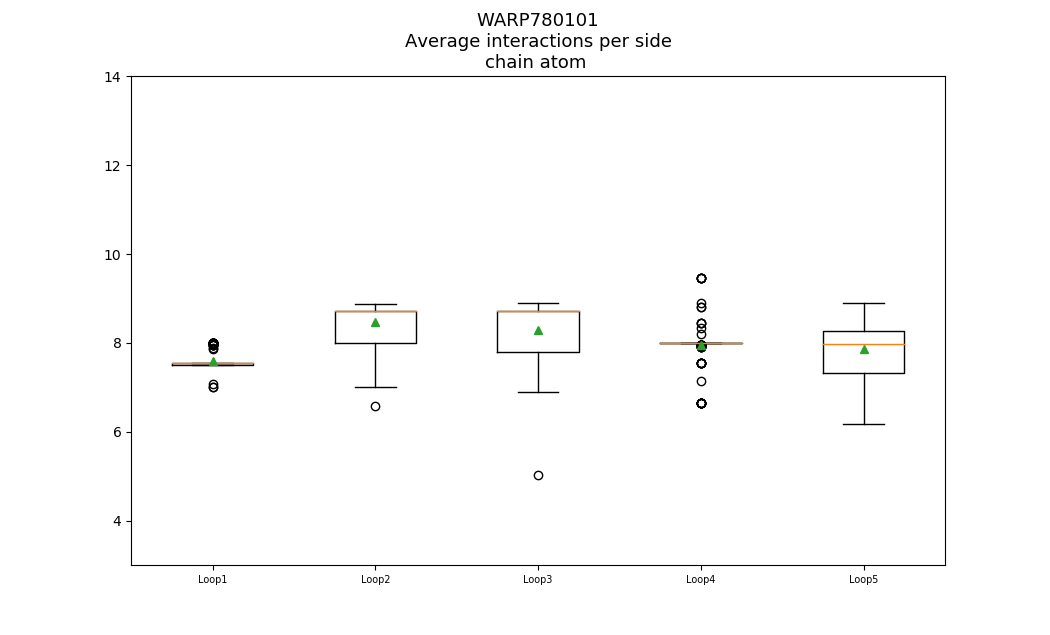 WARP780101
Average interactions per side
chain atom
14
12
10
8
6
4
Loop1
Loop2
Loop3
Loop4
Loop5